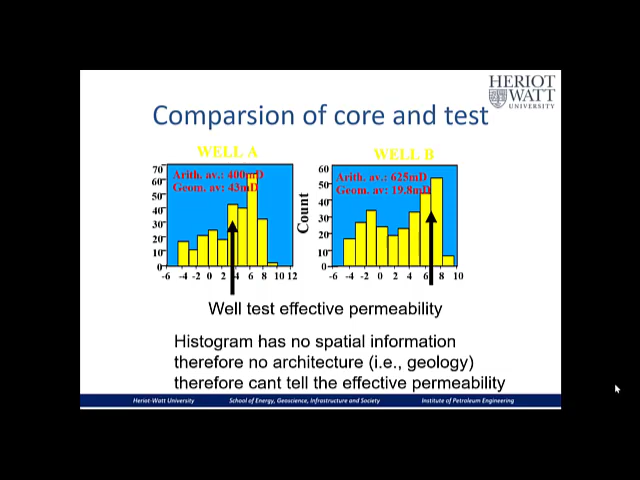 HERIOT
WATT
UNIVERSITY
Comparsion of core and test
WELL A
WELL B
Arith. av.: 400mD
Geom. av: 43mD
70
60
50
40
30
20
10
0
-6 -4 -2 0 2 4 6 8 10 12
Count
Arith. av.: 625mD
Geom. av: 19.8mD
60
50
40
30
20
10
0
-6 -4 -2 0 2 4 6 8 10
Well test effective permeability
Histogram has no spatial information
therefore no architecture (i.e., geology)
therefore cant tell the effective permeability
Heriot-Watt University School of Energy, Geoscience, Infrastructure and Society Institute of Petroleum Engineering